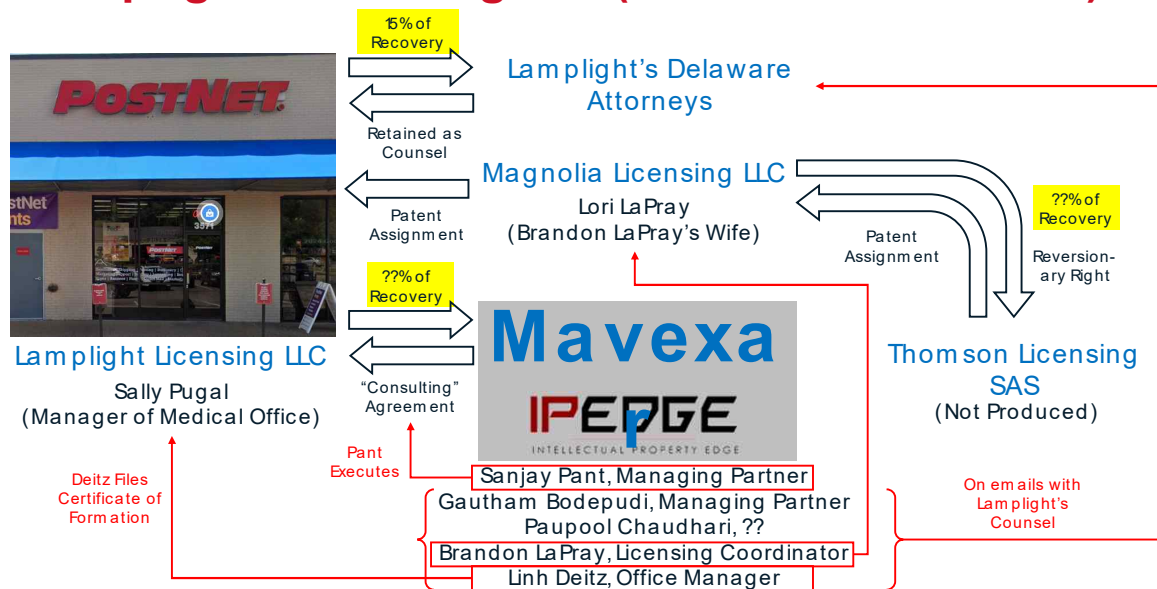 15% of
Recovery
POSTNET
Lamplight's Delaware
Attorneys
Retained as
Counsel
Magnolia Licensing LLC
Lori LaPray
(Brandon LaPray's Wife)
Patent
Assignment
??% of
Recovery
Patent
Assignment
Reversion-
ary Right
stNet
nts
3571
??% of
Recovery
Mavexa
r
IPEDGE
INTELLECTUAL PROPERTY EDGE
"Consulting"
Agreement
Lamplight Licensing LLC
Sally Pugal
(Manager of Medical Office)
Thomson Licensing
SAS
(Not Produced)
Deitz Files
Certificate of
Formation
Pant
Executes
Sanjay Pant, Managing Partner
Gautham Bodepudi, Managing Partner
Paupool Chaudhari, ??
Brandon LaPray, Licensing Coordinator
Linh Deitz, Office Manager
On emails with
Lamplight's
Counsel